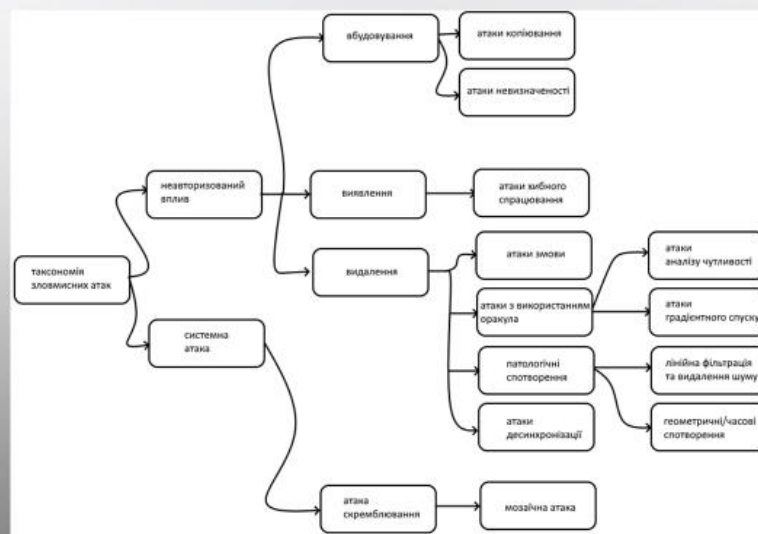 вбудовування
атаки копіювання
атаки невизначеності
неавторизований
вплив
виявлення
атаки хибного
спрацювання
таксономія
зловмисних атак
видалення
атаки змови
атаки з використанням
оракула
атаки
аналізу чутливості
атаки
градієнтного спуску
системна
атака
патологічні
спотворення
лінійна фільтрація
та видалення шуму
геометричні/часові
спотворення
атаки
десинхронізації
атака
скремблювання
мозаїчна атака